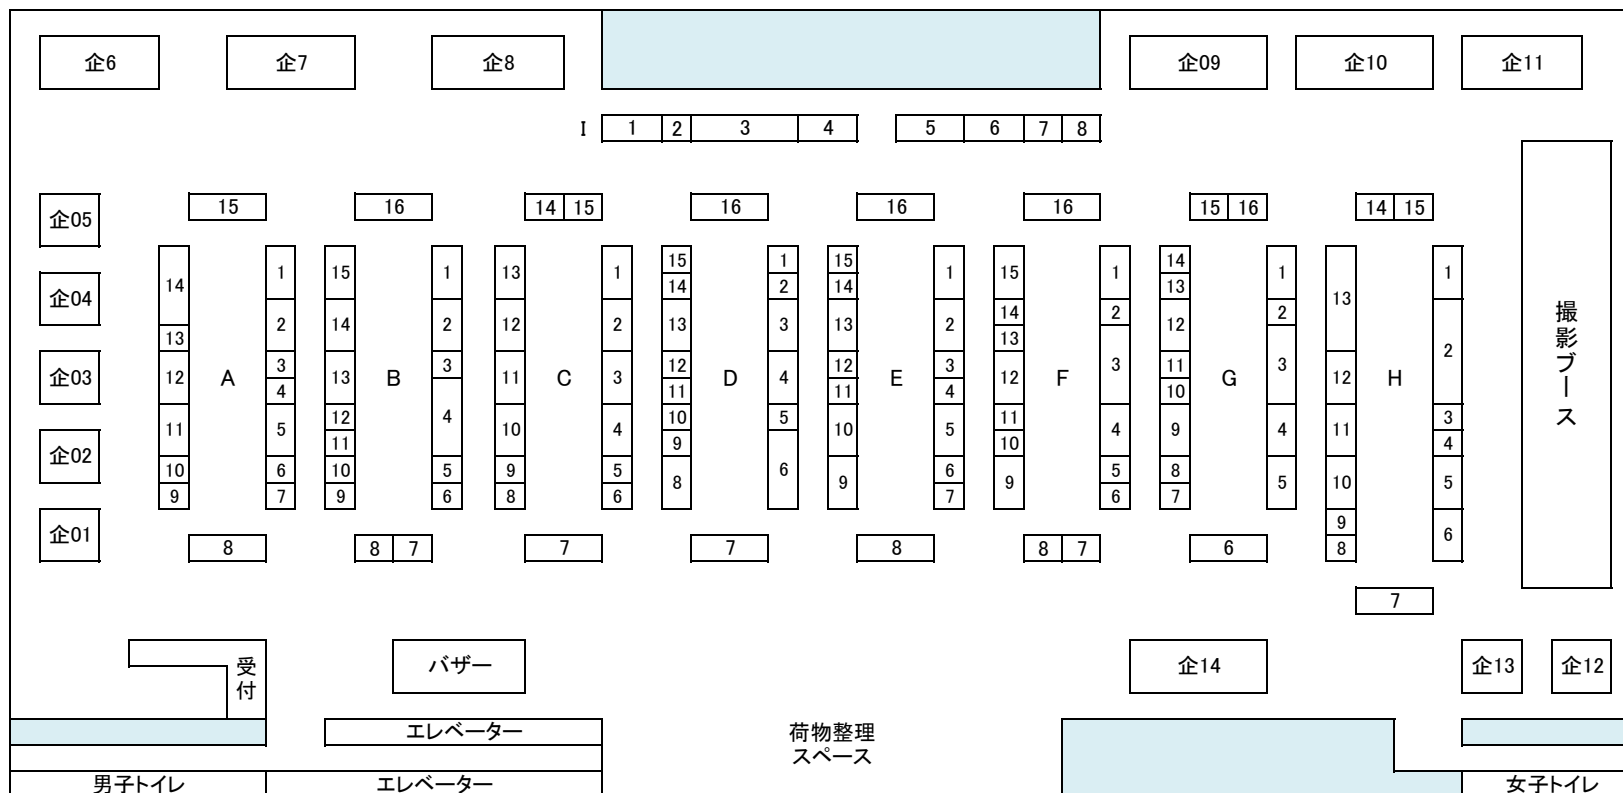 企6 企7 企8 企09 企10 企11
I 1 2 3 4 5 6 7 8
企05 15 16 14 15 16 16 16 15 16 14 15
企04
企03
企02
企01
14 13 12 11 10 9
A
1 2 3 4 5 6 7
8
15 14 13 12 11 10 9
B
1 2 3 4 5 6
8 7
13 12 11 10 9 8
C
1 2 3 4 5 6
7
15 14 13 12 11 10 9 8
D
1 2 3 4 5 6
7
15 14 13 12 11 10 9
E
1 2 3 4 5 6 7
8
15 14 13 12 11 10 9
F
1 2 3 4 5 6
8 7
14 13 12 11 10 9 8 7
G
1 2 3 4 5
6
13 12 11 10 9 8
H
1 2 3 4 5 6
7
撮影ブース
受付
バザー
企14 企13 企12
エレベーター
荷物整理
スペース
男子トイレ エレベーター 女子トイレ